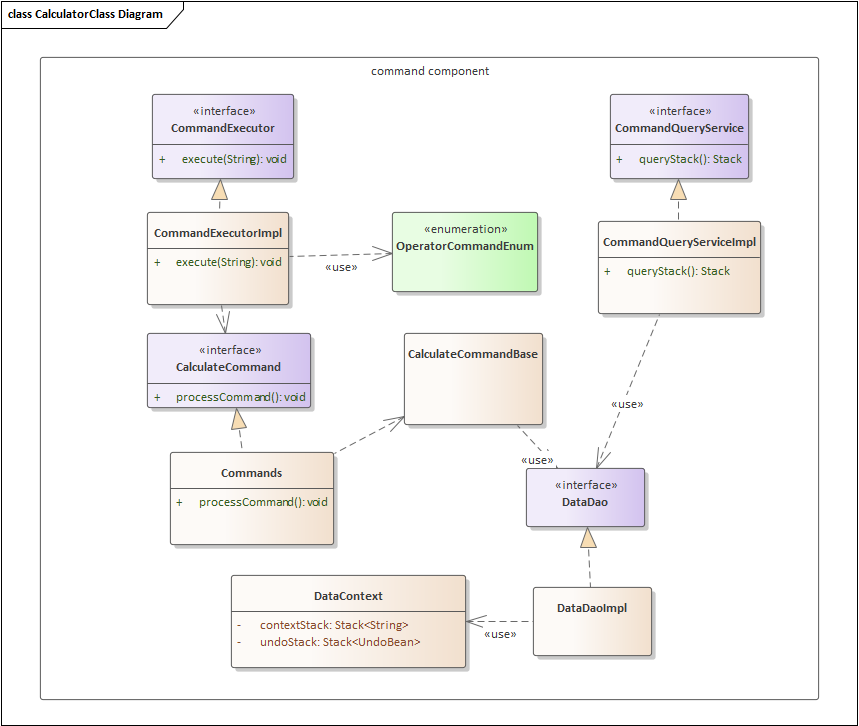 class CalculatorClass Diagram
command component
«interface»
CommandExecutor
+ execute(String): void
«interface»
CommandQueryService
+ queryStack(): Stack
CommandExecutorImpl
+ execute(String): void
«enumeration»
OperatorCommandEnum
CommandQueryServiceImpl
+ queryStack(): Stack
«use»
«interface»
CalculateCommand
+ processCommand(): void
CalculateCommandBase
«use»
Commands
+ processCommand(): void
«use»
«interface»
DataDao
DataContext
- contextStack: Stack<String>
- undoStack: Stack<UndoBean>
DataDaoImpl
«use»